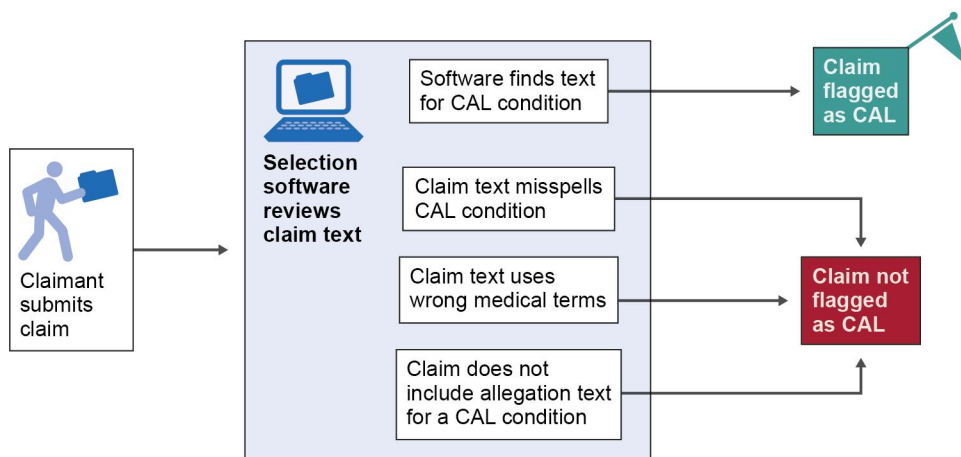 Claimant
submits
claim
Selection
software
reviews
claim text
Software finds text
for CAL condition
Claim text misspells
CAL condition
Claim text uses
wrong medical terms
Claim does not
include allegation text
for a CAL condition
Claim
flagged
as CAL
Claim not
flagged
as CAL